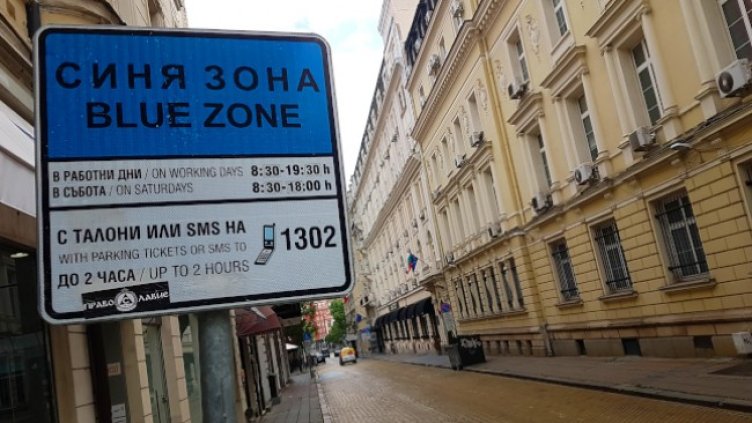 СИНЯ ЗОНА
BLUE ZONE
В РАБОТНИ ДНИ / ON WORKING DAYS 8:30-19:30 h
В СЪБОТА / ON SATURDAYS 8:30-18:00 h
С ТАЛОНИ ИЛИ SMS НА
WITH PARKING TICKETS OR SMS TO
1302
ДО 2 ЧАСА / UP TO 2 HOURS
ПРАВОСЛАВИЕ